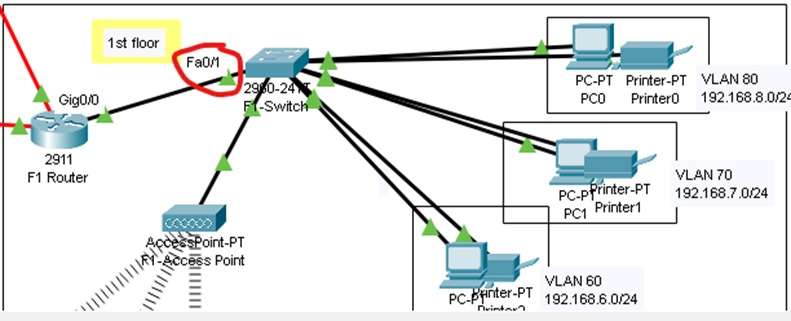 1st floor
Fa0/1
Gig0/0
2911
F1 Router
2960-24TT
F1-Switch
AccessPoint-PT
F1-Access Point
PC-PT
PC0
Printer-PT
Printer0
VLAN 80
192.168.8.0/24
PC-PT
PC1
Printer-PT
Printer1
VLAN 70
192.168.7.0/24
PC-PT
Printer-PT
Printer2
VLAN 60
192.168.6.0/24